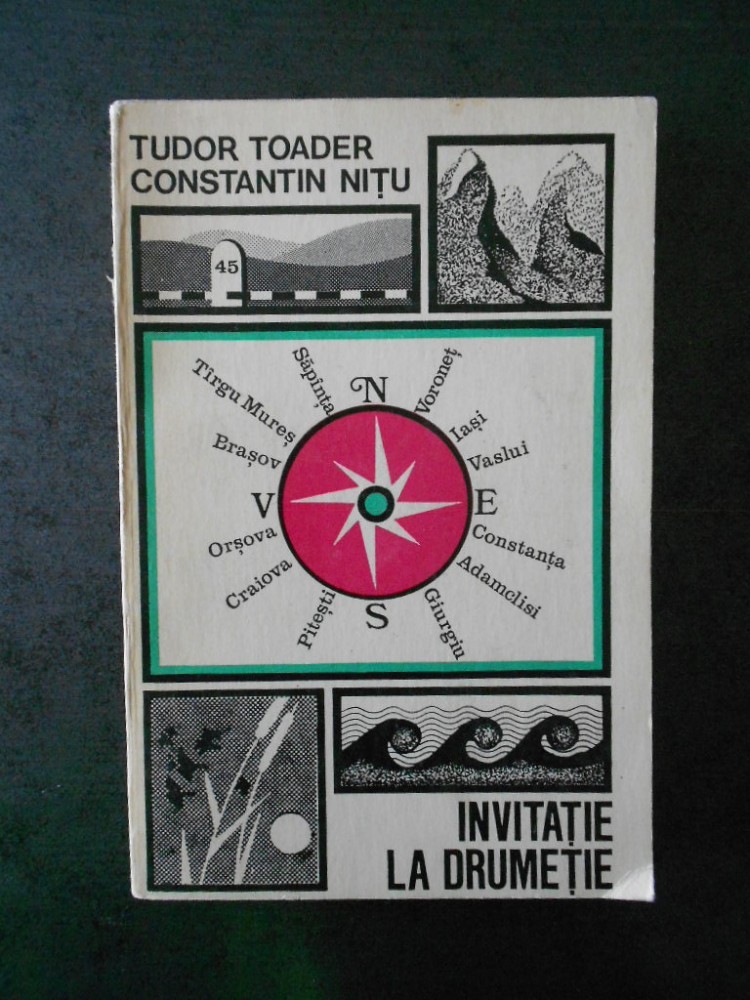 TUDOR TOADER
CONSTANTIN NIȚU
45
Săpînța
N
Voroneț
Tîrgu Mureș
Iași
Brașov
Vaslui
V
E
Orșova
Constanța
Craiova
Adamclisi
Pitești
S
Giurgiu
INVITAȚIE
LA DRUMEȚIE